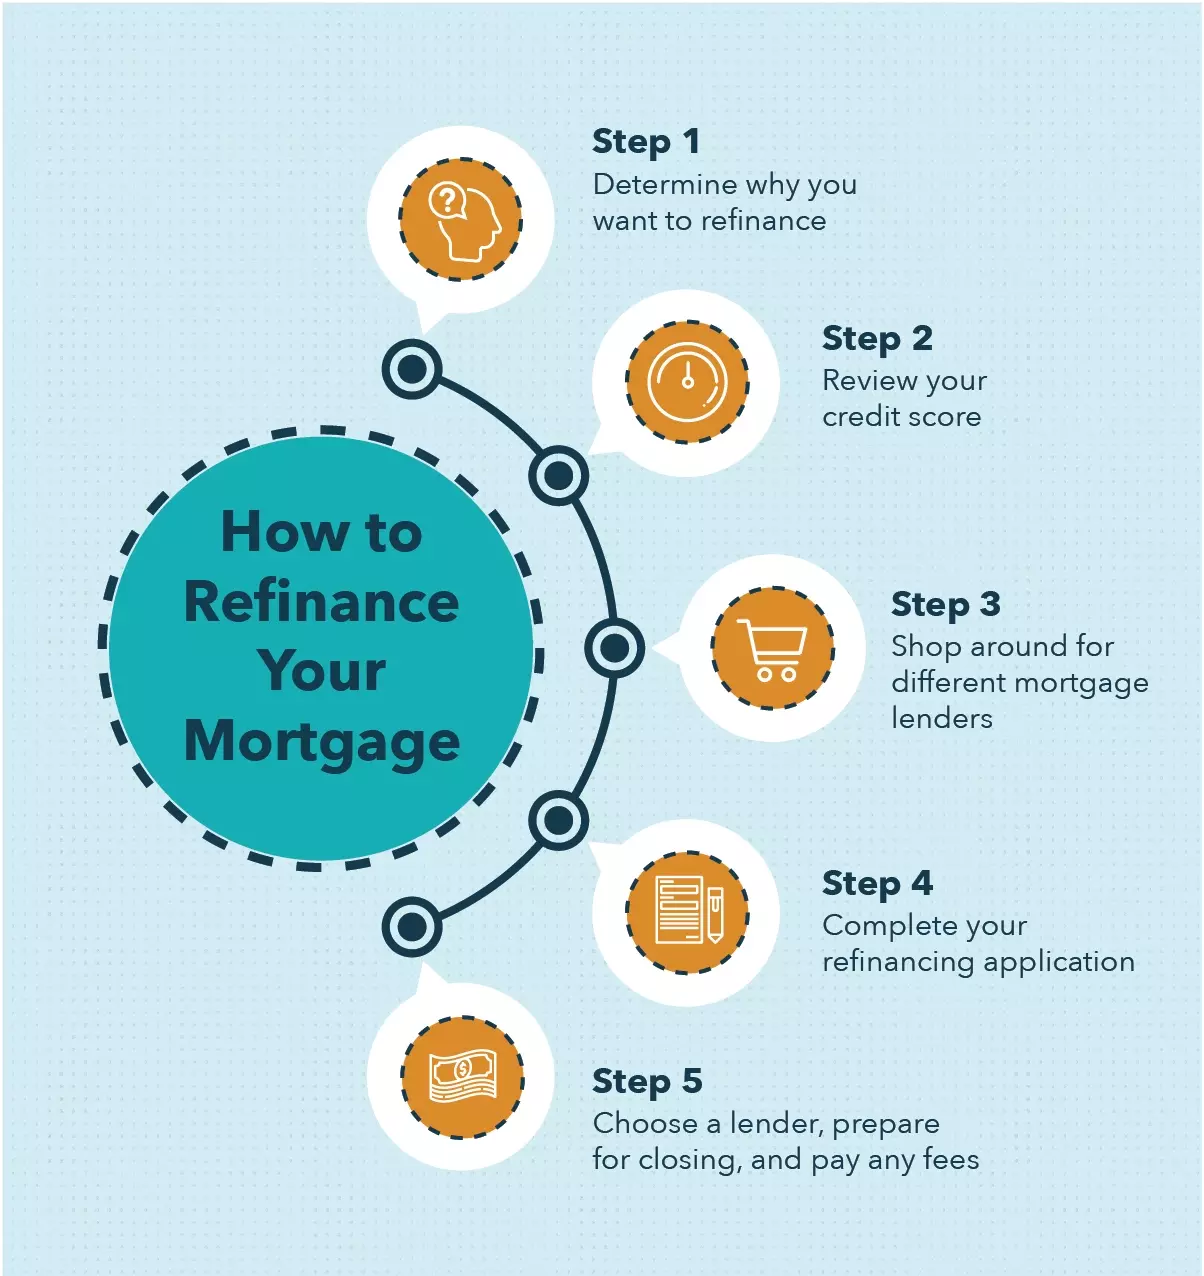 How to
Refinance
Your
Mortgage
Step 1
Determine why you
want to refinance
?
Step 2
Review your
credit score
Step 3
Shop around for
different mortgage
lenders
Step 4
Complete your
refinancing application
Step 5
Choose a lender, prepare
for closing, and pay any fees
$